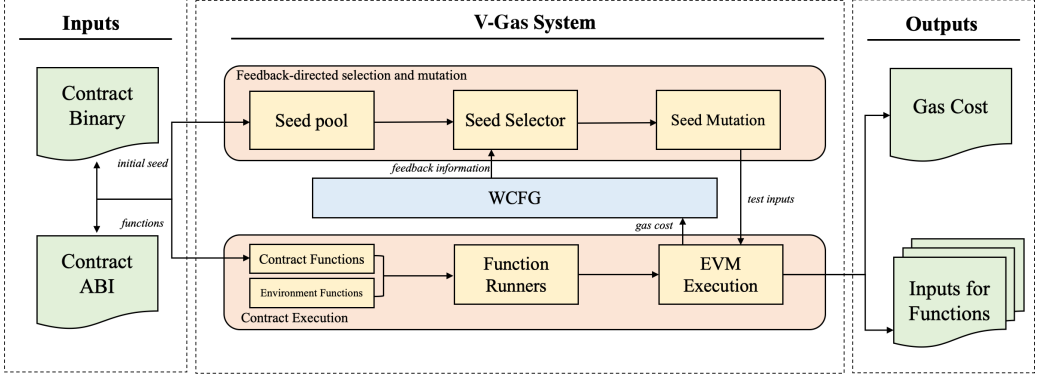 Inputs
V-Gas System
Outputs
Contract
Binary
initial seed
functions
Contract
ABI
Feedback-directed selection and mutation
Seed pool
Seed Selector
Seed Mutation
feedback information
WCFG
test inputs
gas cost
Contract Functions
Environment Functions
Function
Runners
EVM
Execution
Contract Execution
Gas Cost
Inputs for
Functions